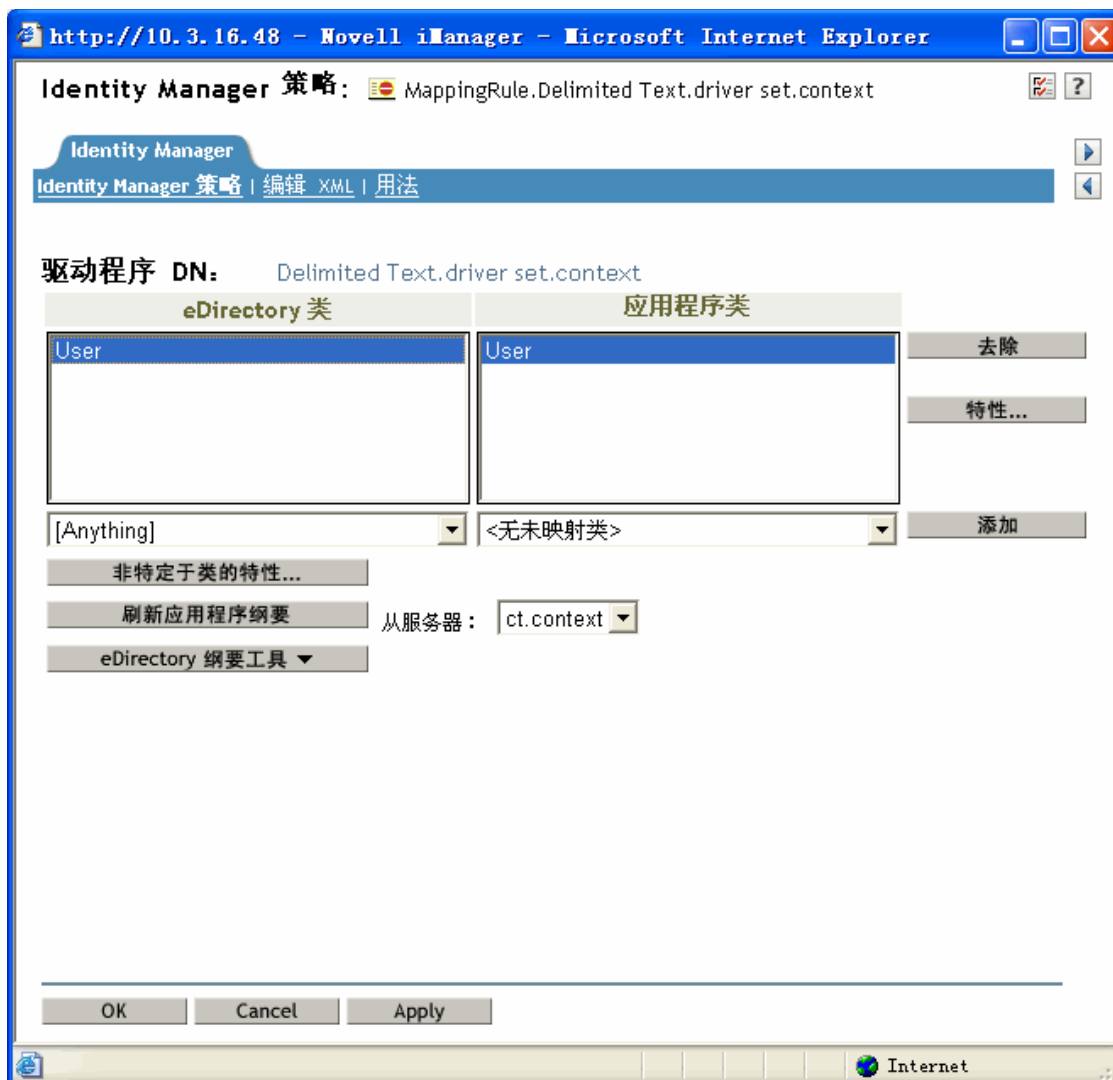 http://10.3.16.48 - Novell iManager - Microsoft Internet Explorer
Identity Manager 策略: MappingRule.Delimited Text.driver set.context
?
Identity Manager
Identity Manager 策略 | 编辑 XML | 用法
驱动程序 DN: Delimited Text.driver set.context
eDirectory 类 应用程序类
User User 去除
特性...
[Anything] <无未映射类> 添加
非特定于类的特性...
刷新应用程序纲要 从服务器: ct.context
eDirectory 纲要工具
OK Cancel Apply
Internet